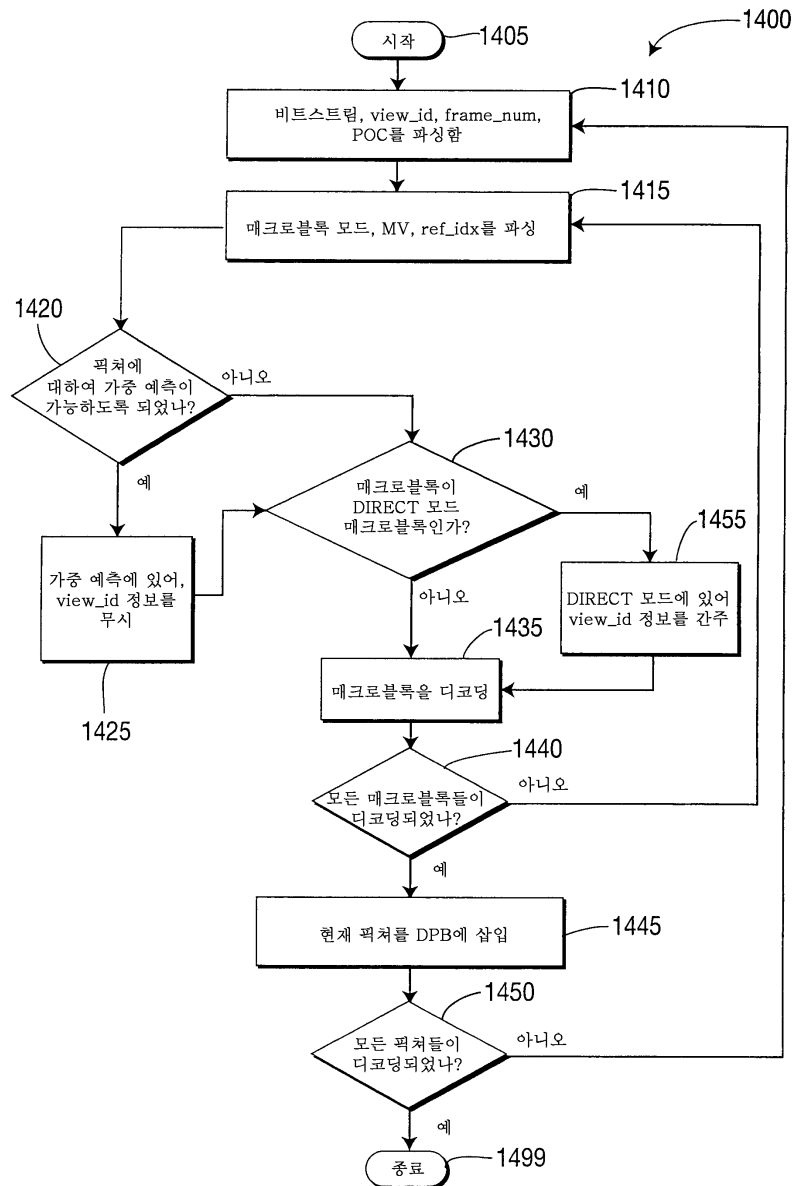 1400
시작
1405
1410
비트스트림, view_id, frame_num,
POC를 파싱함
1415
매크로블록 모드, MV, ref_idx를 파싱
1420
픽쳐에
대하여 가중 예측이
가능하도록 되었나?
아니오
예
1430
매크로블록이
DIRECT 모드
매크로블록인가?
예
아니오
1455
DIRECT 모드에 있어
view_id 정보를 간주
가중 예측에 있어,
view_id 정보를
무시
1425
1435
매크로블록을 디코딩
1440
모든 매크로블록들이
디코딩되었나?
아니오
예
현재 픽쳐를 DPB에 삽입
1445
1450
모든 픽쳐들이
디코딩되었나?
아니오
예
종료
1499